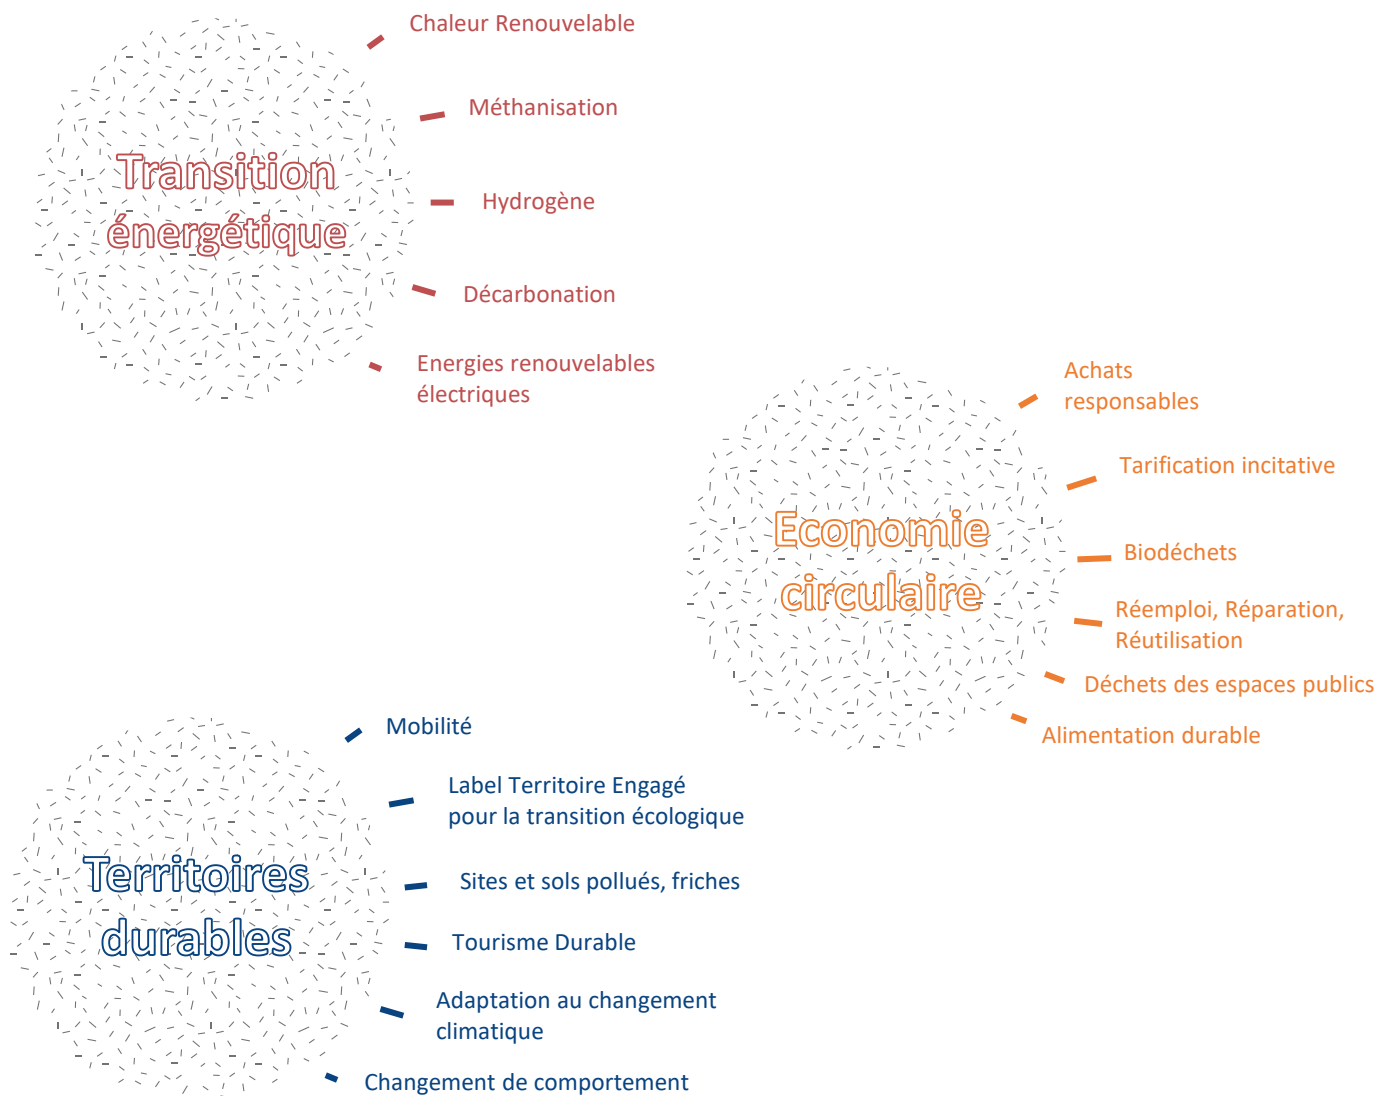 Transition
énergétique
Chaleur Renouvelable
Méthanisation
Hydrogène
Décarbonation
Energies renouvelables
électriques
Economie
circulaire
Achats
responsables
Tarification incitative
Biodéchets
Réemploi, Réparation,
Réutilisation
Déchets des espaces publics
Alimentation durable
Territoires
durables
Mobilité
Label Territoire Engagé
pour la transition écologique
Sites et sols pollués, friches
Tourisme Durable
Adaptation au changement
climatique
Changement de comportement